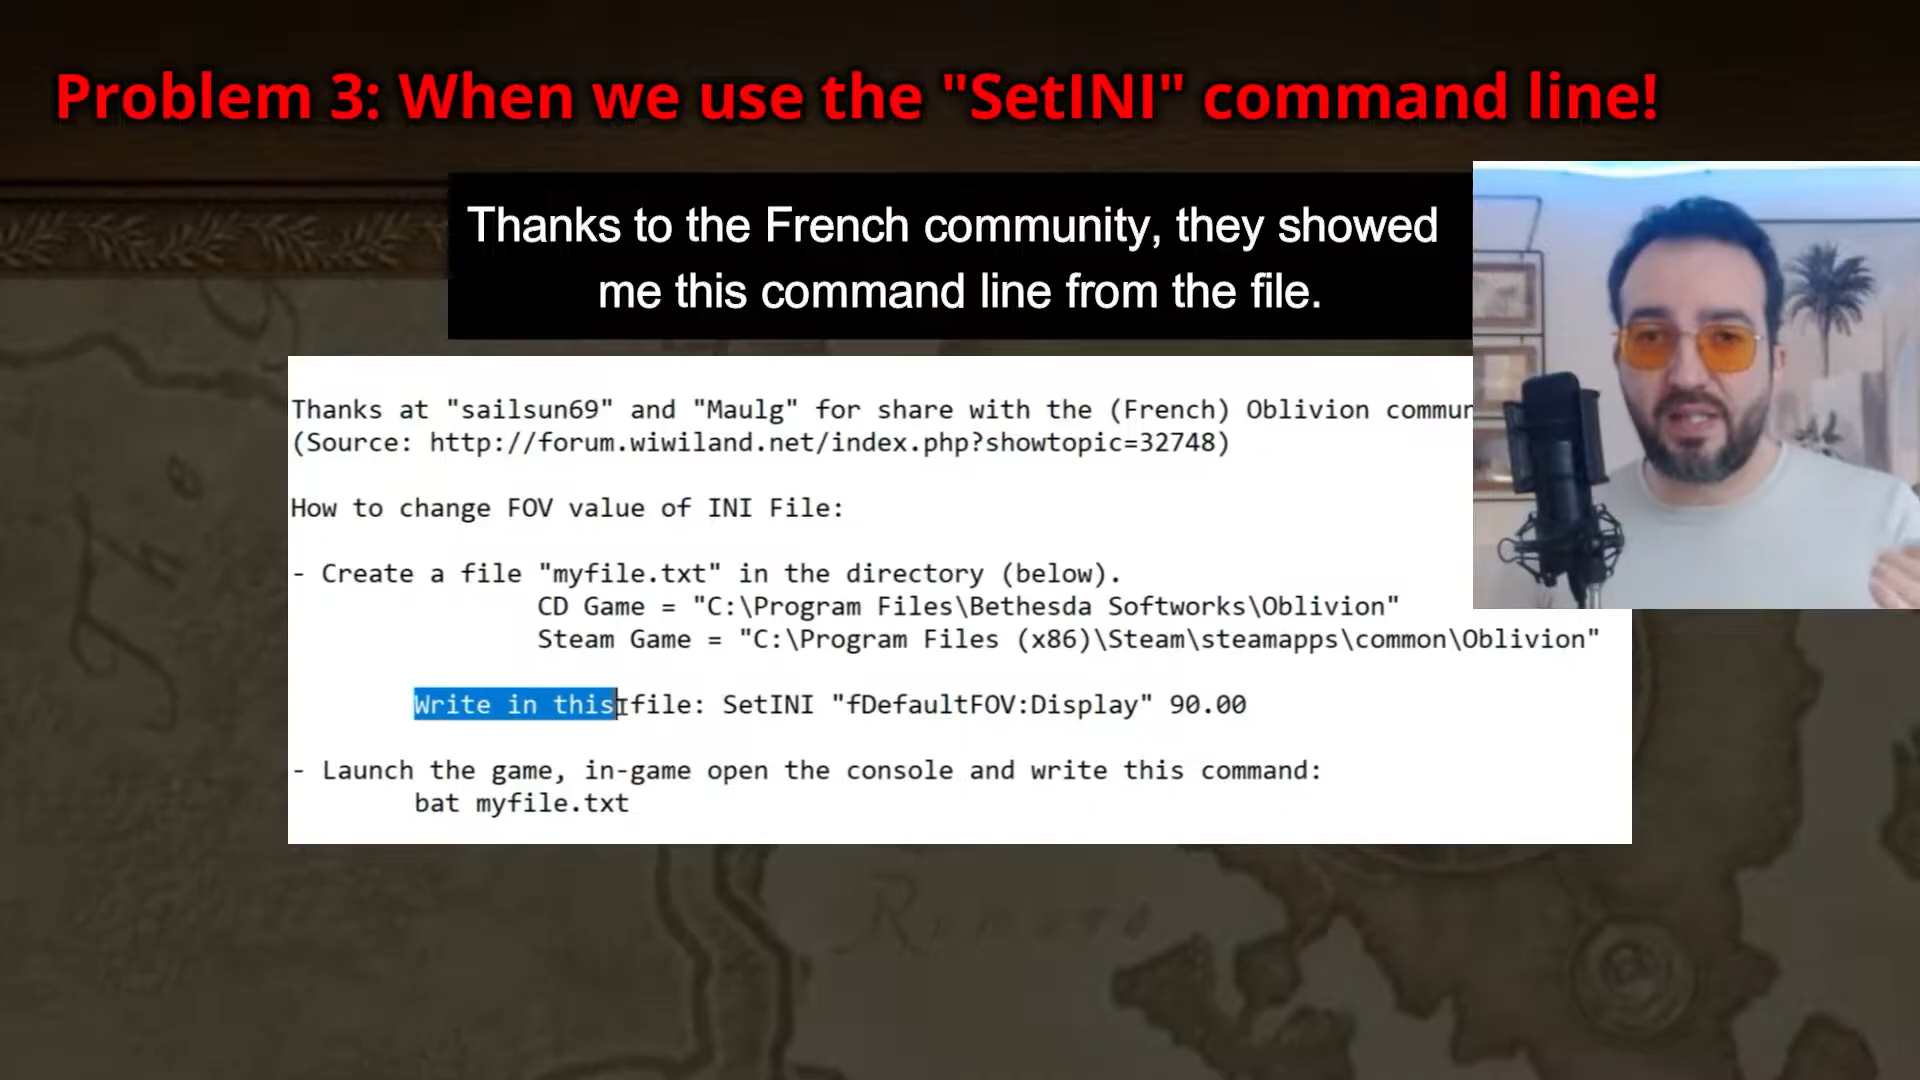 Problem 3: When we use the "SetINI" command line!
Thanks to the French community, they showed
me this command line from the file.
Thanks at "sailsun69" and "Maulg" for share with the (French) Oblivion commun
(Source: http://forum.wiwiland.net/index.php?showtopic=32748)
How to change FOV value of INI File:
- Create a file "myfile.txt" in the directory (below).
CD Game = "C:\Program Files\Bethesda Softworks\Oblivion"
Steam Game = "C:\Program Files (x86)\Steam\steamapps\common\Oblivion"
Write in this file: SetINI "fDefaultFOV:Display" 90.00
- Launch the game, in-game open the console and write this command:
bat myfile.txt